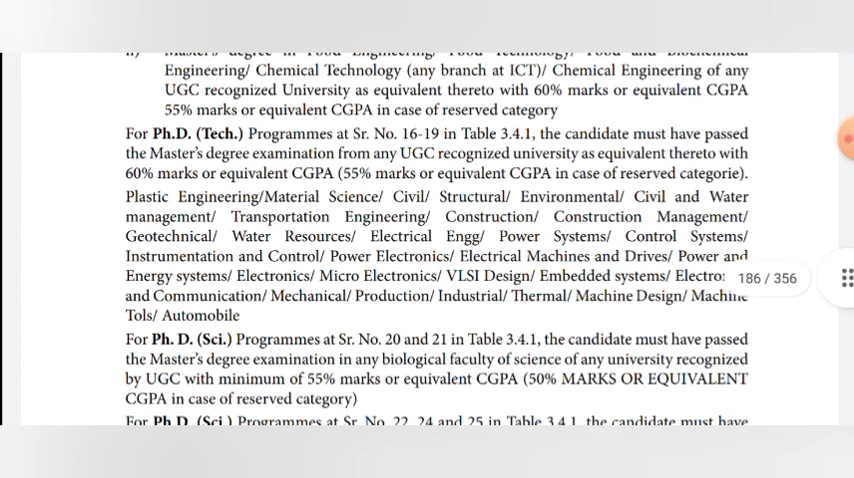 ii) Master's degree in Food Engineering/ Food Technology/ Food and Biochemical
Engineering/ Chemical Technology (any branch at ICT)/ Chemical Engineering of any
UGC recognized University as equivalent thereto with 60% marks or equivalent CGPA
55% marks or equivalent CGPA in case of reserved category
For Ph.D. (Tech.) Programmes at Sr. No. 16-19 in Table 3.4.1, the candidate must have passed
the Master's degree examination from any UGC recognized university as equivalent thereto with
60% marks or equivalent CGPA (55% marks or equivalent CGPA in case of reserved categorie).
Plastic Engineering/Material Science/ Civil/ Structural/ Environmental/ Civil and Water
management/ Transportation Engineering/ Construction/ Construction Management/
Geotechnical/ Water Resources/ Electrical Engg/ Power Systems/ Control Systems/
Instrumentation and Control/ Power Electronics/ Electrical Machines and Drives/ Power and
Energy systems/ Electronics/ Micro Electronics/ VLSI Design/ Embedded systems/ Electro
186 / 356
and Communication/ Mechanical/ Production/ Industrial/ Thermal/ Machine Design/ Machine
Tols/ Automobile
For Ph. D. (Sci.) Programmes at Sr. No. 20 and 21 in Table 3.4.1, the candidate must have passed
the Master's degree examination in any biological faculty of science of any university recognized
by UGC with minimum of 55% marks or equivalent CGPA (50% MARKS OR EQUIVALENT
CGPA in case of reserved category)
For Ph D (Sci ) Programmes at Sr. No. 22, 24 and 25 in Table 3.4.1, the candidate must have